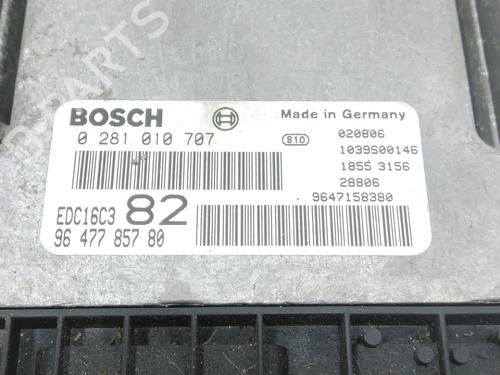 BOSCH
Made in Germany
0 281 010 707
810
020806
1039S00146
1855 3156
28806
EDC16C3 82
9647158380
96 477 857 80